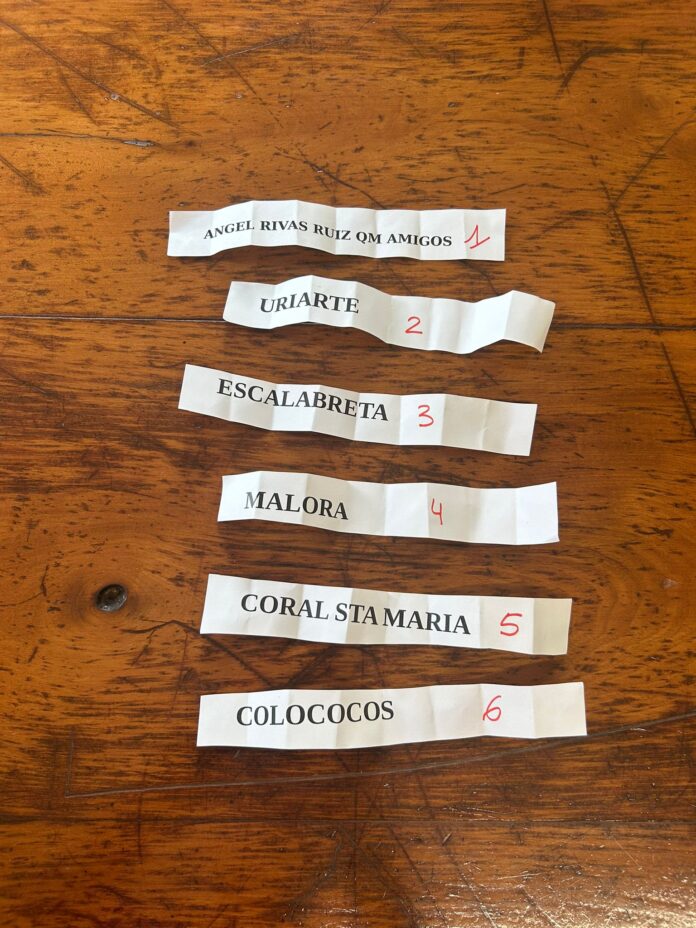 ANGEL RIVAS RUIZ QM AMIGOS 1
URIARTE 2
ESCALABRETA 3
MALORA 4
CORAL STA MARIA 5
COLOCOCOS 6